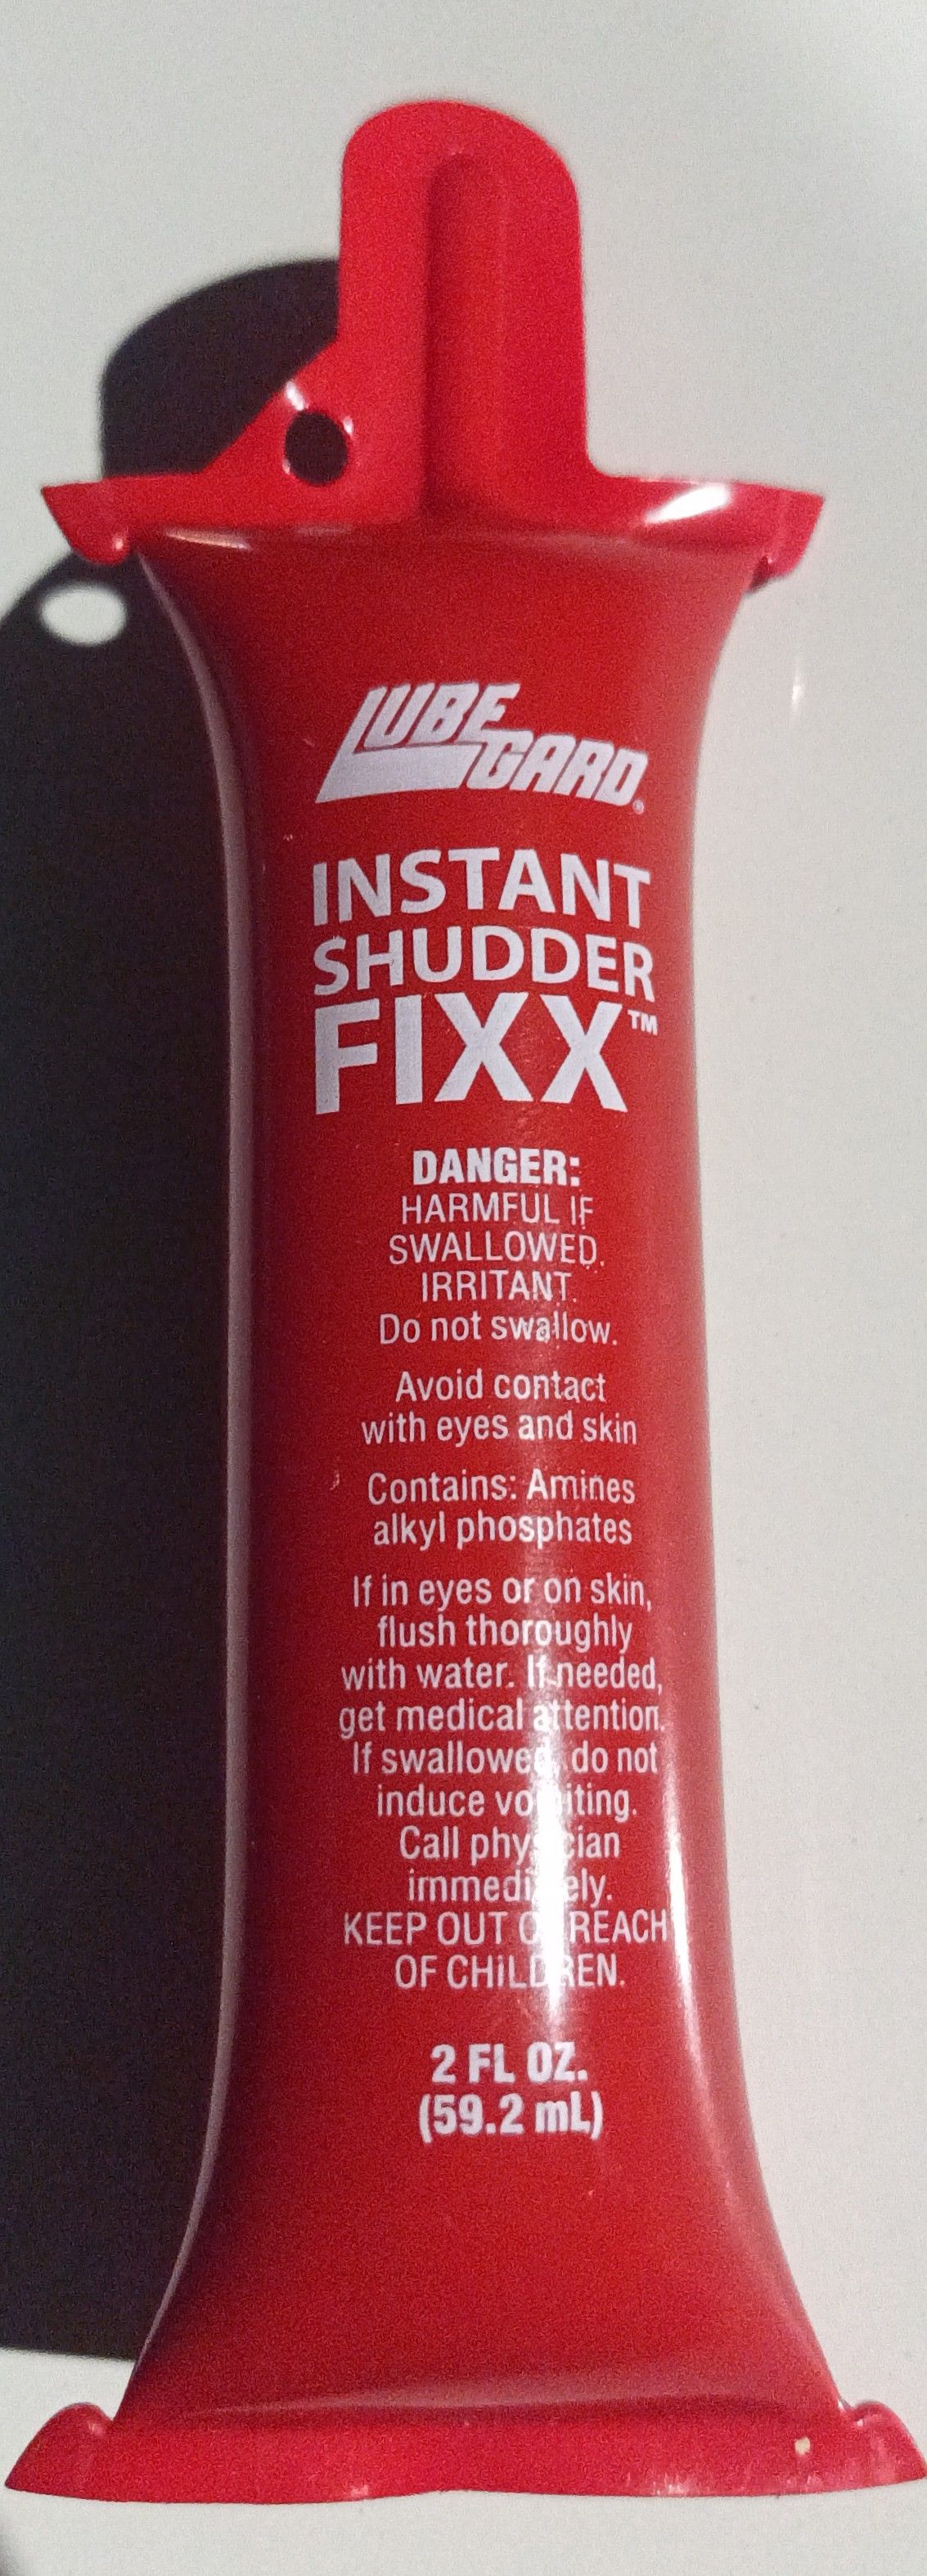 LUBE
GARD®
INSTANT
SHUDDER
FIXX™
DANGER:
HARMFUL IF
SWALLOWED.
IRRITANT.
Do not swallow.
Avoid contact
with eyes and skin
Contains: Amines
alkyl phosphates
If in eyes or on skin,
flush thoroughly
with water. If needed,
get medical attention.
If swallowed, do not
induce vomiting.
Call physician
immediately.
KEEP OUT OF REACH
OF CHILDREN.
2 FL OZ.
(59.2 mL)